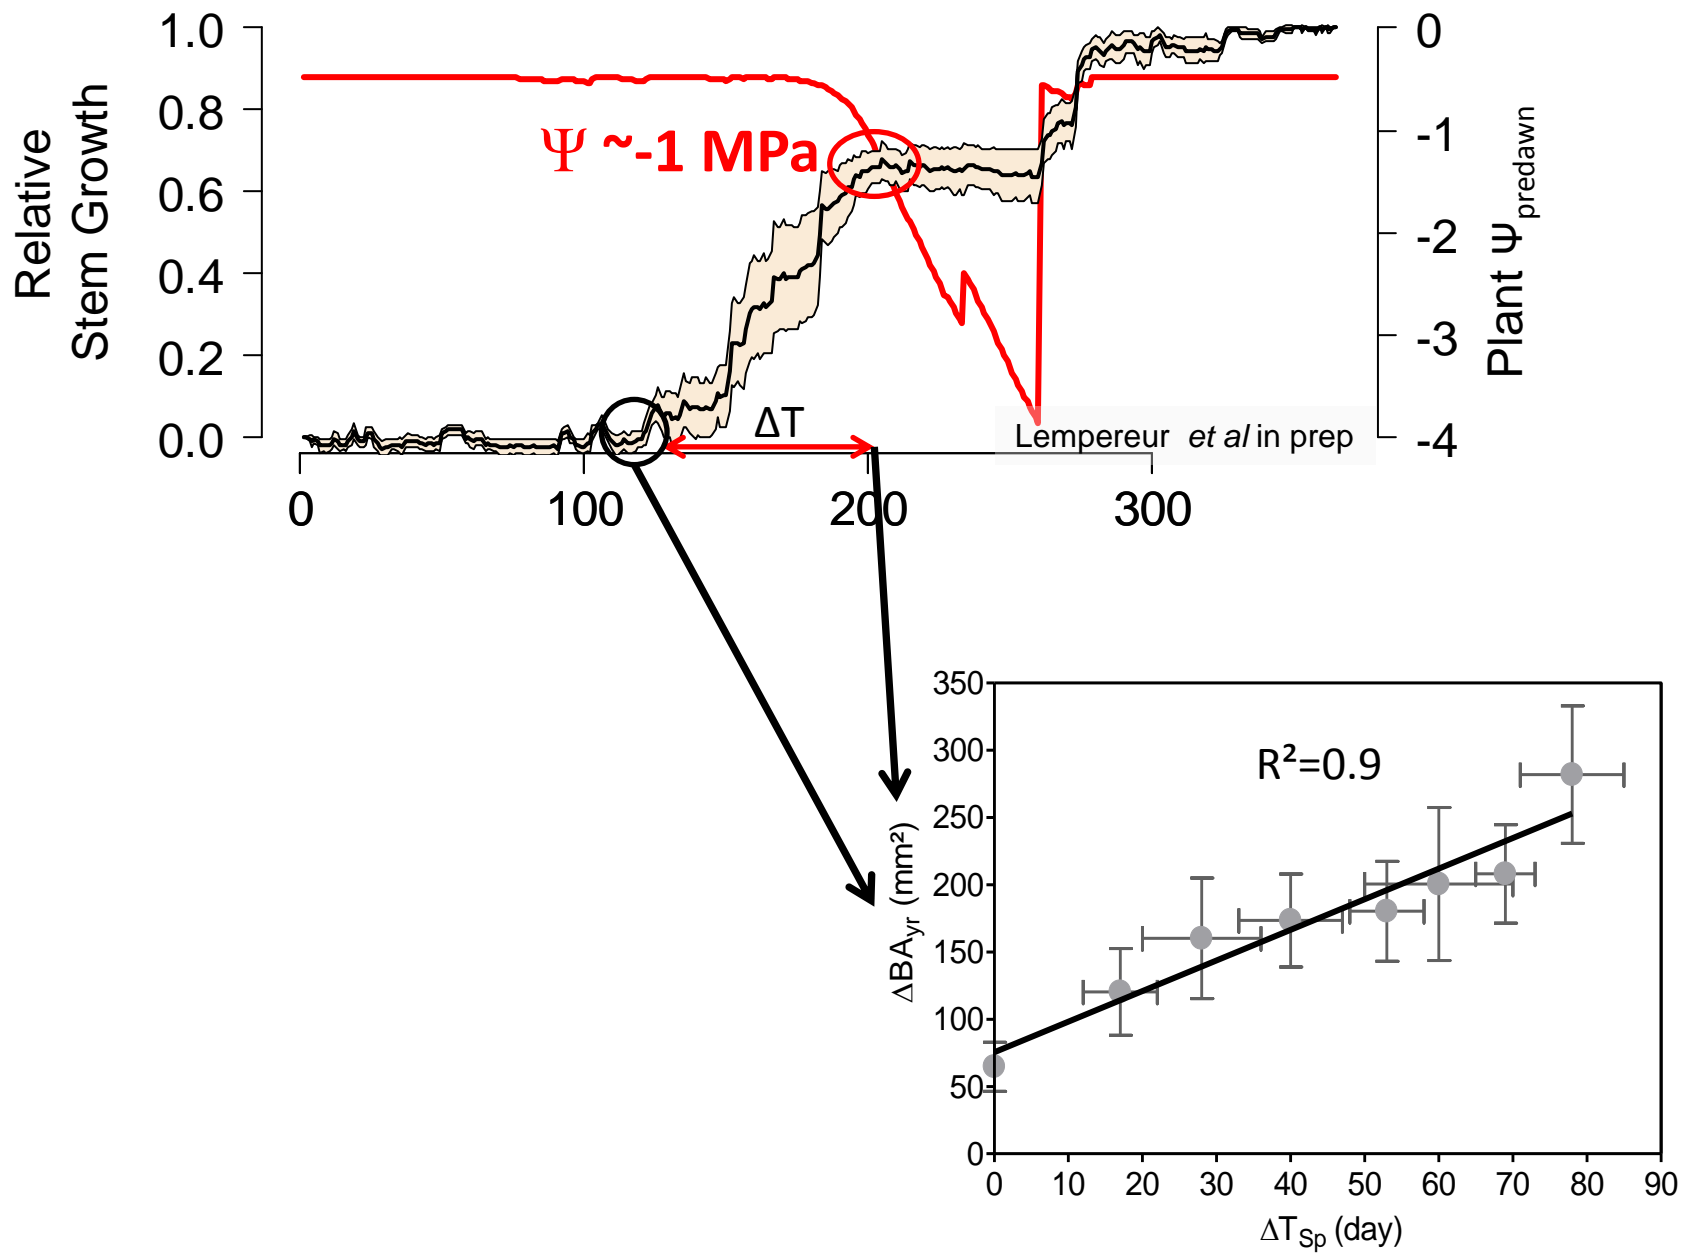 Relative
Stem Growth
1.0
0.8
0.6
0.4
0.2
0.0
Ψ ~-1 MPa
ΔT
Lempereur et al in prep
0
-1
-2
-3
-4
Plant Ψpredawn
0 100 200 300
350
300
250
200
150
100
50
0
ΔBAyr (mm²)
R²=0.9
0 10 20 30 40 50 60 70 80 90
ΔTSp (day)